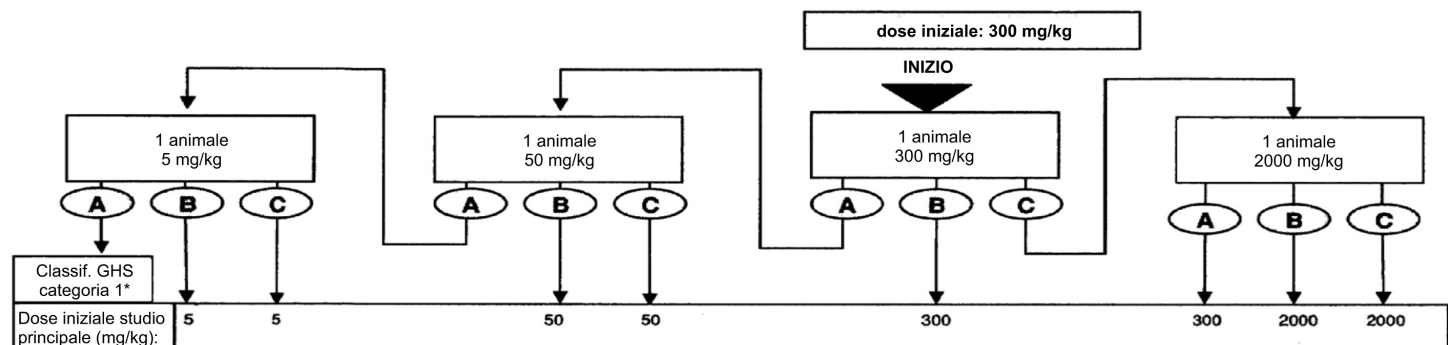 dose iniziale: 300 mg/kg
INIZIO
1 animale
5 mg/kg
1 animale
50 mg/kg
1 animale
300 mg/kg
1 animale
2000 mg/kg
A B C
A B C
A B C
A B C
Classif. GHS
categoria 1*
Dose iniziale studio
principale (mg/kg):
5 5 50 50 300 300 2000 2000